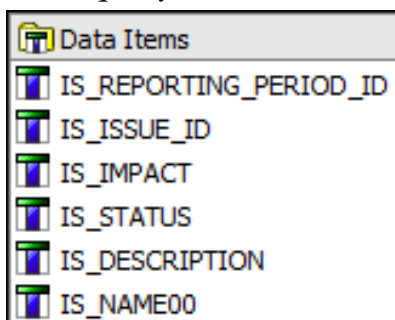 Data Items
IS_REPORTING_PERIOD_ID
IS_ISSUE_ID
IS_IMPACT
IS_STATUS
IS_DESCRIPTION
IS_NAME00